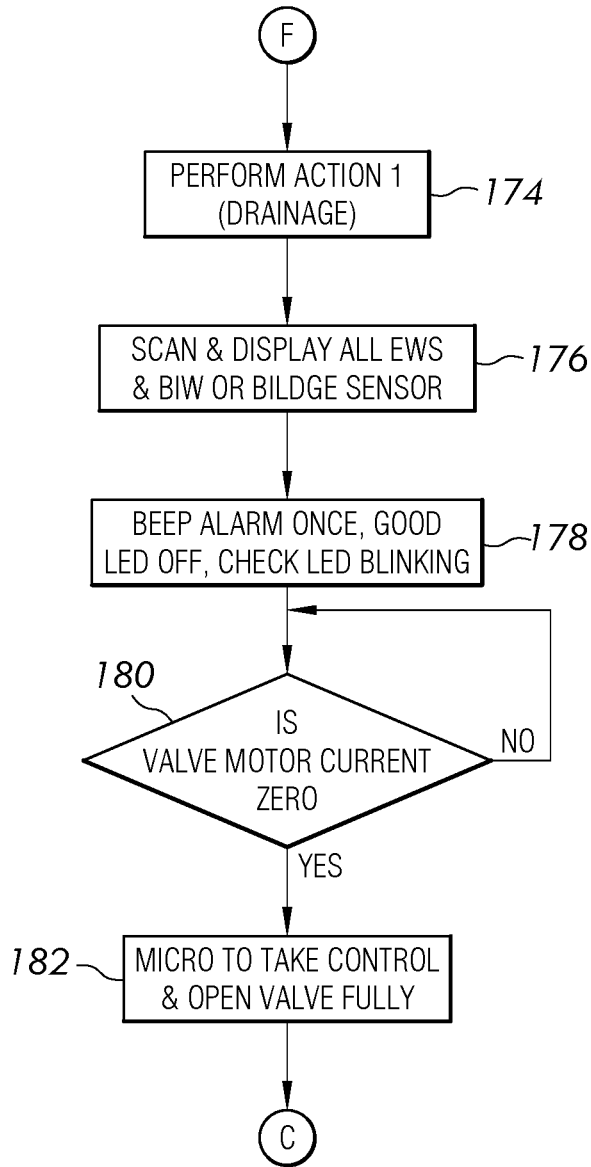 F
PERFORM ACTION 1
(DRAINAGE)
174
SCAN & DISPLAY ALL EWS
& BIW OR BILDGE SENSOR
176
BEEP ALARM ONCE, GOOD
LED OFF, CHECK LED BLINKING
178
180
IS
VALVE MOTOR CURRENT
ZERO
NO
YES
182
MICRO TO TAKE CONTROL
& OPEN VALVE FULLY
C